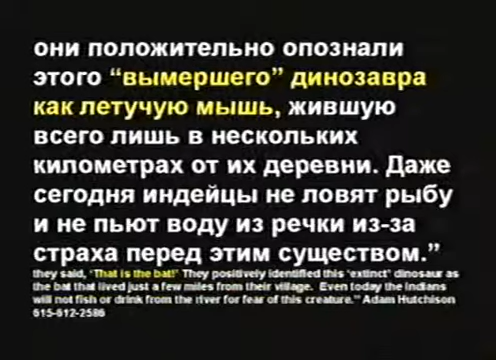 они положительно опознали
этого “вымершего” динозавра
как летучую мышь, жившую
всего лишь в нескольких
километрах от их деревни. Даже
сегодня индейцы не ловят рыбу
и не пьют воду из речки из-за
страха перед этим существом.”
they said, 'That is the bat!' They positively identified this 'extinct' dinosaur as
the bat that lived just a few miles from their village. Even today the Indians
will not fish or drink from the river for fear of this creature." Adam Hutchison
615-612-2586